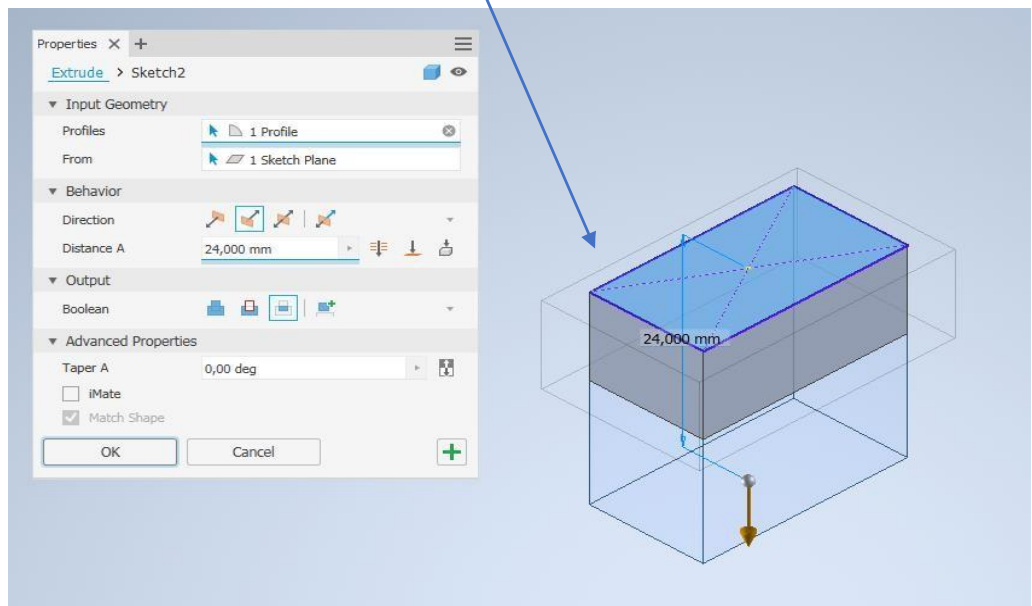 Properties
Extrude > Sketch2
Input Geometry
Profiles 1 Profile
From 1 Sketch Plane
Behavior
Direction
Distance A 24,000 mm
Output
Boolean
Advanced Properties
Taper A 0,00 deg
iMate
Match Shape
OK Cancel
24,000 mm